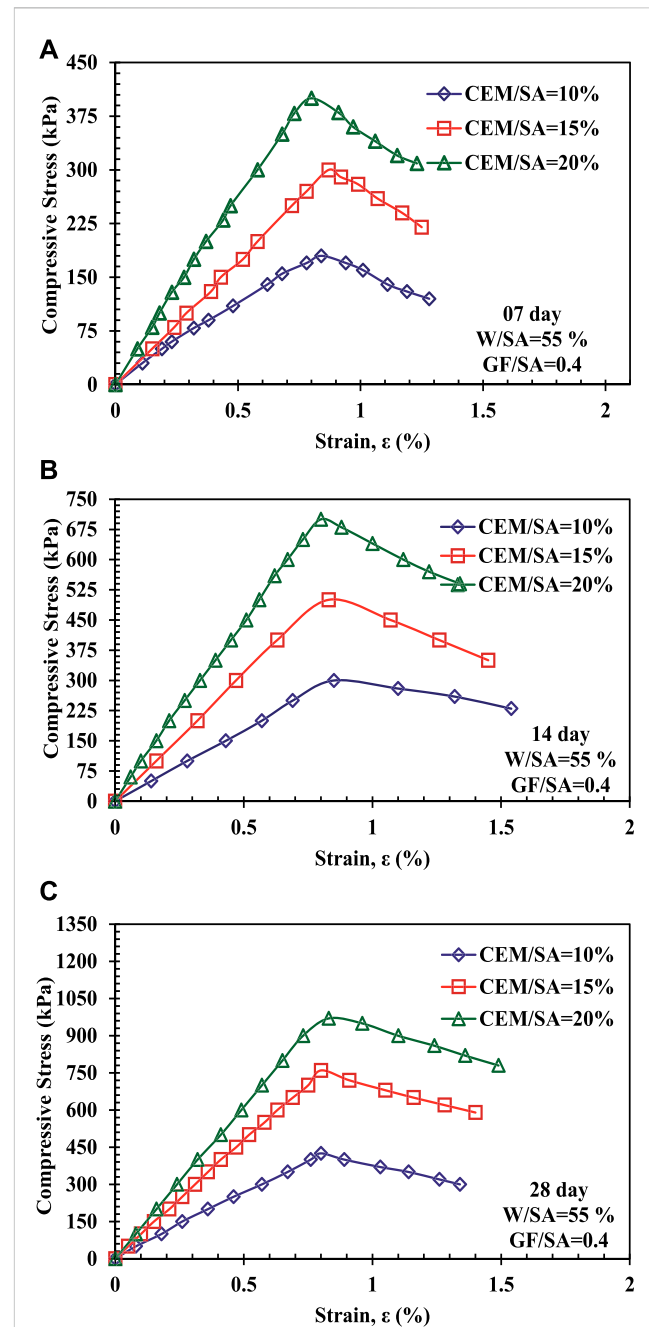 A
450
375
300
225
150
75
0
Compressive Stress (kPa)
CEM/SA=10%
CEM/SA=15%
CEM/SA=20%
07 day
W/SA=55 %
GF/SA=0.4
0 0.5 1 1.5 2
Strain, ε (%)
B
750
675
600
525
450
375
300
225
150
75
0
Compressive Stress (kPa)
CEM/SA=10%
CEM/SA=15%
CEM/SA=20%
14 day
W/SA=55 %
GF/SA=0.4
0 0.5 1 1.5 2
Strain, ε (%)
C
1350
1200
1050
900
750
600
450
300
150
0
Compressive Stress (kPa)
CEM/SA=10%
CEM/SA=15%
CEM/SA=20%
28 day
W/SA=55 %
GF/SA=0.4
0 0.5 1 1.5 2
Strain, ε (%)